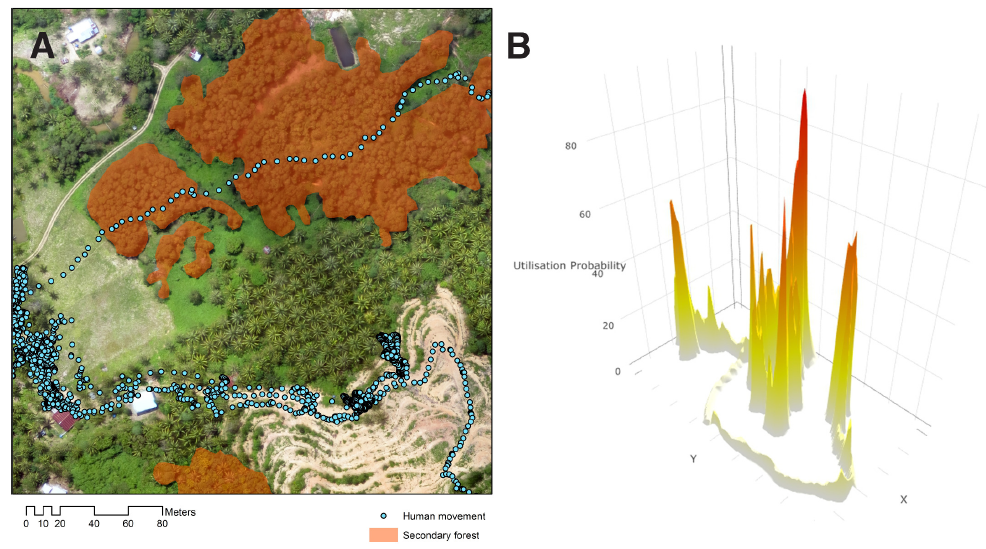 A
B
80
60
Utilisation Probability
40
20
0
Y
X
Meters
0 10 20 40 60 80
Human movement
Secondary forest